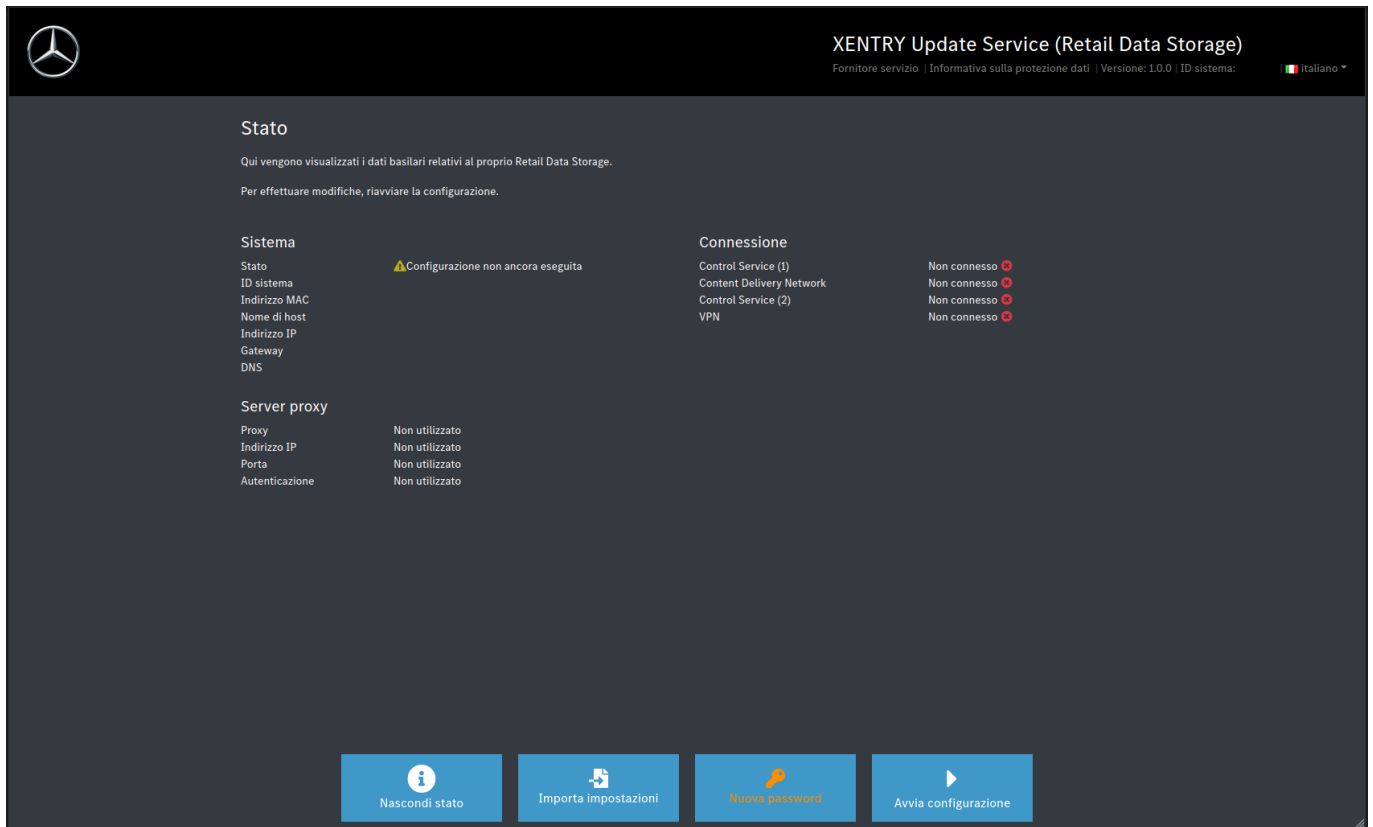 XENTRY Update Service (Retail Data Storage)
Fornitore servizio | Informativa sulla protezione dati | Versione: 1.0.0 | ID sistema: | italiano
Stato
Qui vengono visualizzati i dati basilari relativi al proprio Retail Data Storage.
Per effettuare modifiche, riavviare la configurazione.
Sistema
Stato Configurazione non ancora eseguita
ID sistema
Indirizzo MAC
Nome di host
Indirizzo IP
Gateway
DNS
Connessione
Control Service (1) Non connesso
Content Delivery Network Non connesso
Control Service (2) Non connesso
VPN Non connesso
Server proxy
Proxy Non utilizzato
Indirizzo IP Non utilizzato
Porta Non utilizzato
Autenticazione Non utilizzato
Nascondi stato
Importa impostazioni
Nuova password
Avvia configurazione